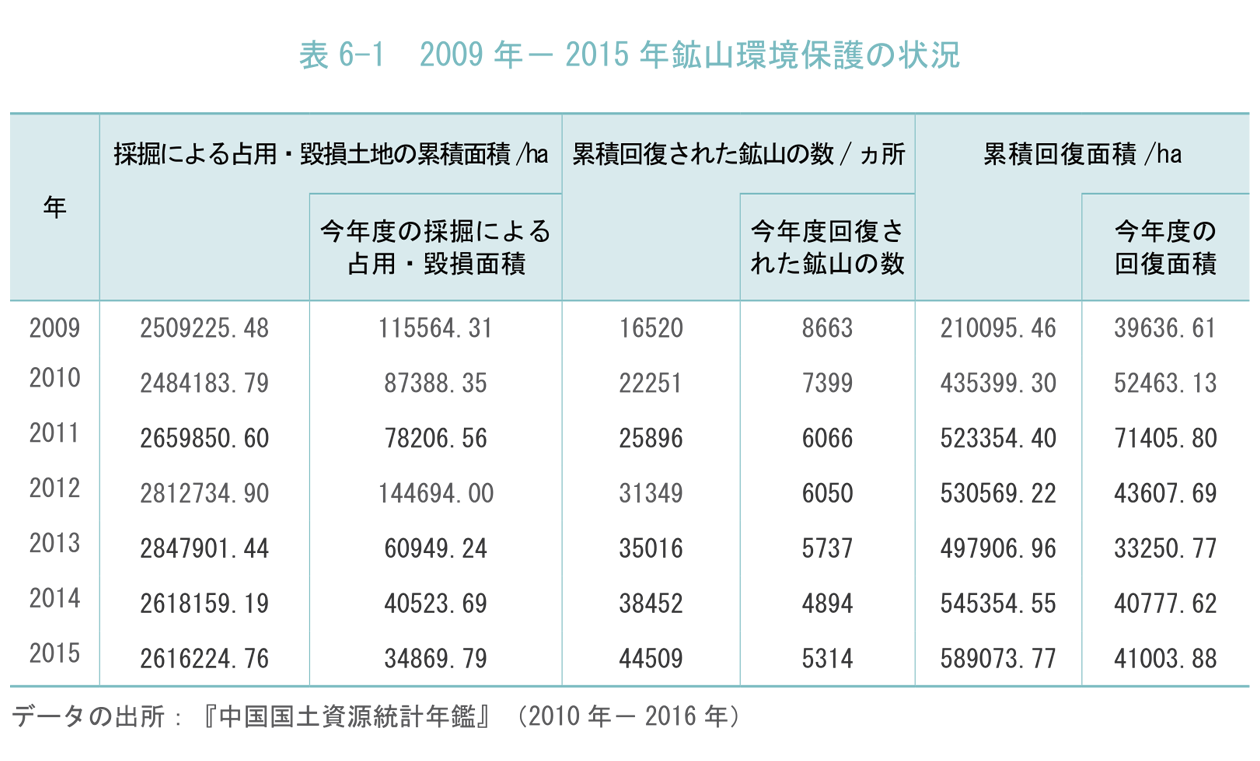 表 6-1　2009 年－ 2015 年鉱山環境保護の状況
年 採掘による占用・毀損土地の累積面積 /ha 累積回復された鉱山の数 / ヵ所 累積回復面積 /ha
今年度の採掘による 今年度回復さ 今年度の
占用・毀損面積 れた鉱山の数 回復面積
2009 2509225.48 115564.31 16520 8663 210095.46 39636.61
2010 2484183.79 87388.35 22251 7399 435399.30 52463.13
2011 2659850.60 78206.56 25896 6066 523354.40 71405.80
2012 2812734.90 144694.00 31349 6050 530569.22 43607.69
2013 2847901.44 60949.24 35016 5737 497906.96 33250.77
2014 2618159.19 40523.69 38452 4894 545354.55 40777.62
2015 2616224.76 34869.79 44509 5314 589073.77 41003.88
データの出所：『中国国土資源統計年鑑』（2010 年－ 2016 年）